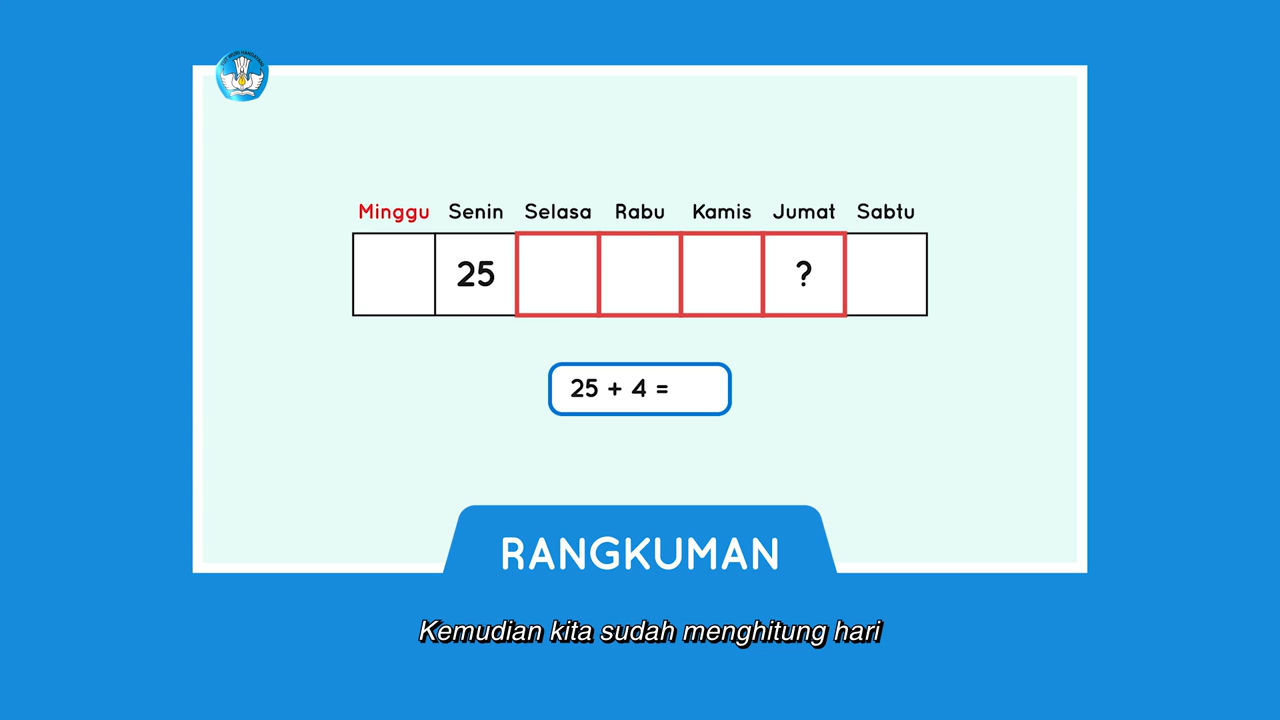 Minggu Senin Selasa Rabu Kamis Jumat Sabtu
25 ?
25 + 4 =
RANGKUMAN
Kemudian kita sudah menghitung hari